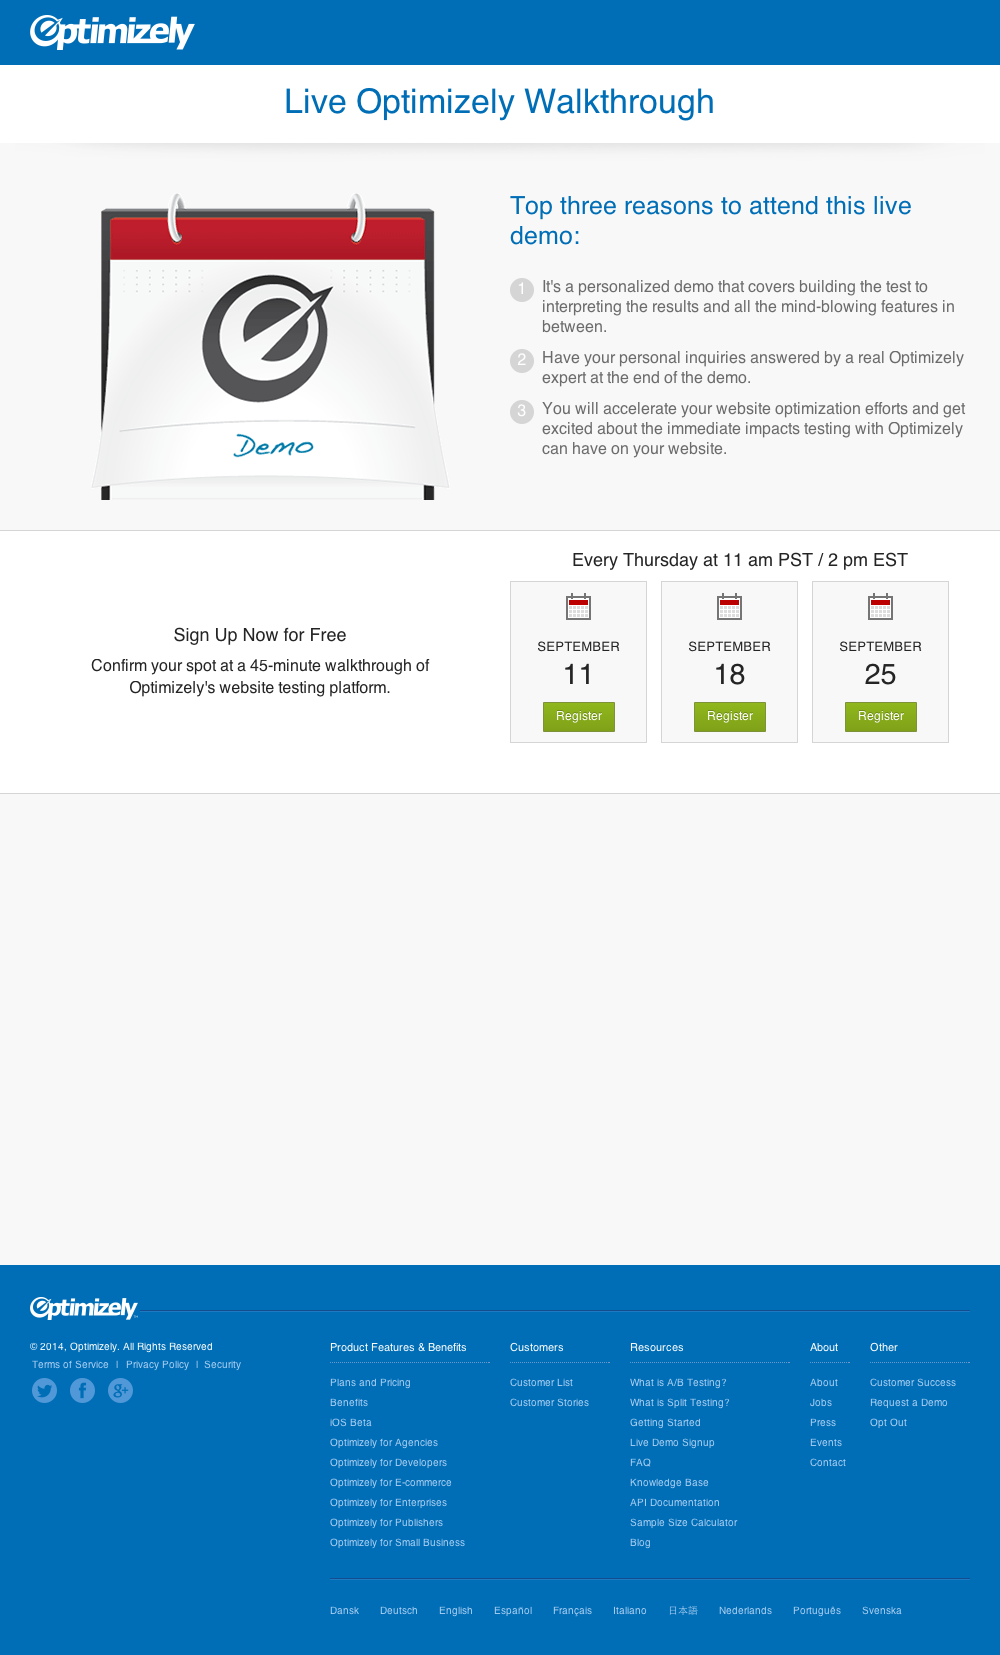 Optimizely
Live Optimizely Walkthrough
Demo
Top three reasons to attend this live
demo:
1 It's a personalized demo that covers building the test to
interpreting the results and all the mind-blowing features in
between.
2 Have your personal inquiries answered by a real Optimizely
expert at the end of the demo.
3 You will accelerate your website optimization efforts and get
excited about the immediate impacts testing with Optimizely
can have on your website.
Sign Up Now for Free
Confirm your spot at a 45-minute walkthrough of
Optimizely's website testing platform.
Every Thursday at 11 am PST / 2 pm EST
SEPTEMBER
11
Register
SEPTEMBER
18
Register
SEPTEMBER
25
Register
Optimizely
© 2014, Optimizely. All Rights Reserved
Terms of Service | Privacy Policy | Security
Product Features & Benefits
Plans and Pricing
Benefits
iOS Beta
Optimizely for Agencies
Optimizely for Developers
Optimizely for E-commerce
Optimizely for Enterprises
Optimizely for Publishers
Optimizely for Small Business
Customers
Customer List
Customer Stories
Resources
What is A/B Testing?
What is Split Testing?
Getting Started
Live Demo Signup
FAQ
Knowledge Base
API Documentation
Sample Size Calculator
Blog
About
About
Jobs
Press
Events
Contact
Other
Customer Success
Request a Demo
Opt Out
Dansk Deutsch English Español Français Italiano 日本語 Nederlands Português Svenska